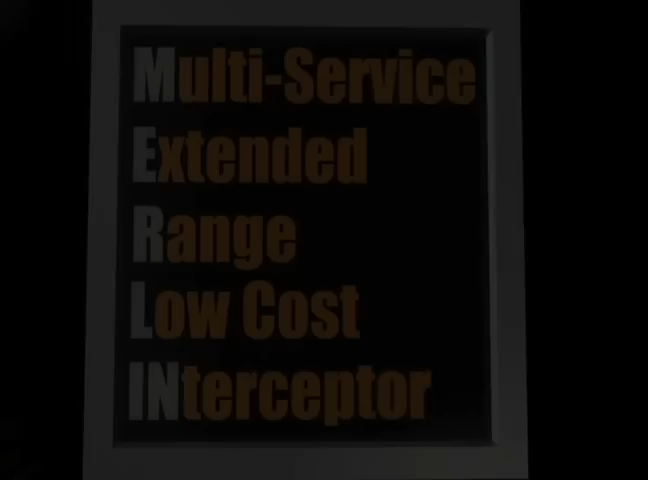 Multi-Service
Extended
Range
Low Cost
INterceptor